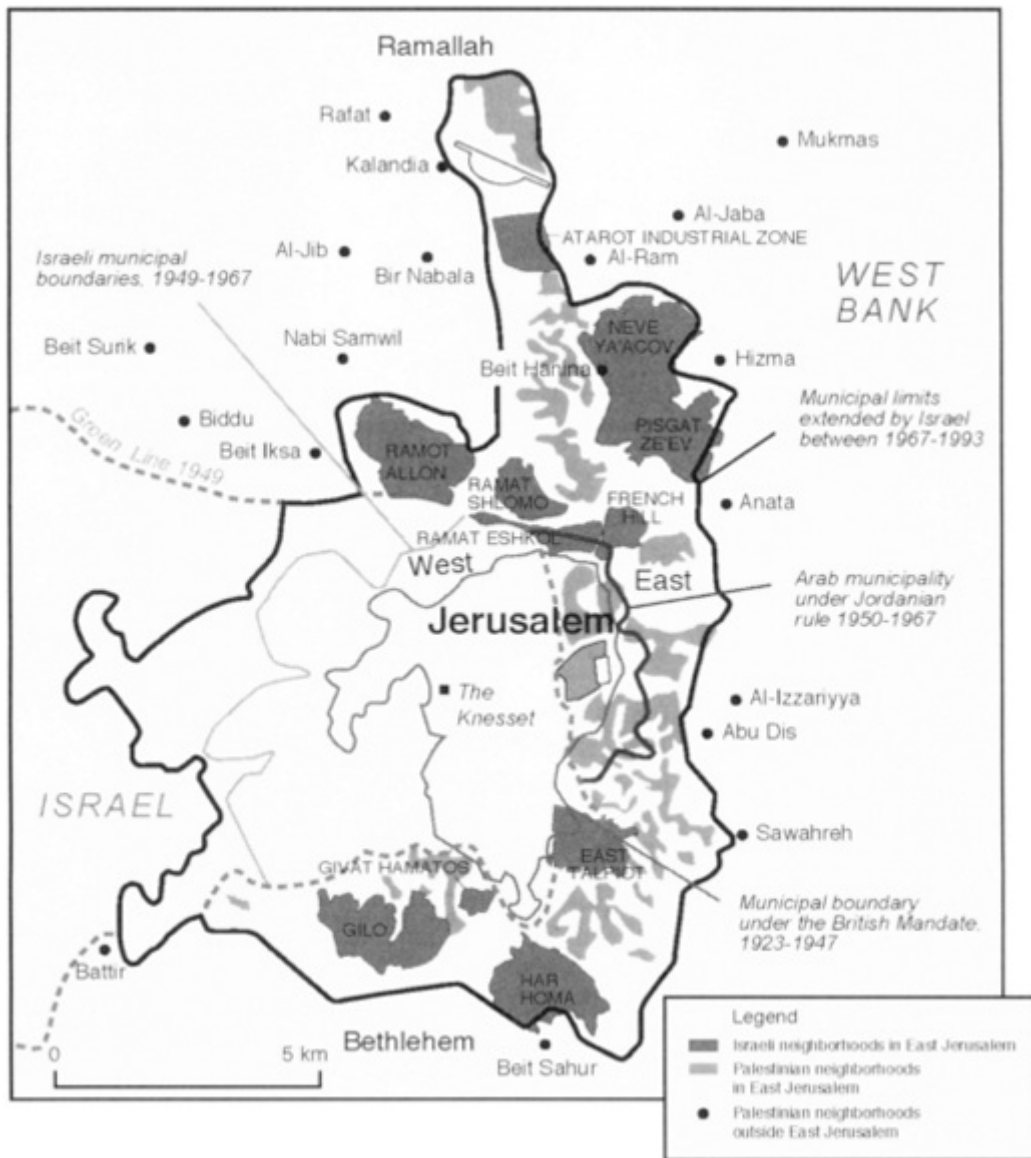 Ramallah
Rafat
Kalandia
Mukmas
Al-Jaba
ATAROT INDUSTRIAL ZONE
Al-Ram
Israeli municipal
boundaries, 1949-1967
Al-Jib
Bir Nabala
WEST
BANK
Beit Surik
Nabi Samwil
NEVE
YA'ACOV
Beit Hanina
Hizma
Municipal limits
extended by Israel
between 1967-1993
Biddu
Green Line 1949
Beit Iksa
RAMOT
ALLON
PISGAT
ZE'EV
RAMAT
SHLOMO
FRENCH
HILL
Anata
RAMAT ESHKOL
West
East
Jerusalem
Arab municipality
under Jordanian
rule 1950-1967
The
Knesset
Al-Izzariyya
Abu Dis
ISRAEL
Sawahreh
GIVAT HAMATOS
EAST
TALPIOT
GILO
Municipal boundary
under the British Mandate,
1923-1947
Battir
HAR
HOMA
Bethlehem
Beit Sahur
0 5 km
Legend
Israeli neighborhoods in East Jerusalem
Palestinian neighborhoods
in East Jerusalem
Palestinian neighborhoods
outside East Jerusalem